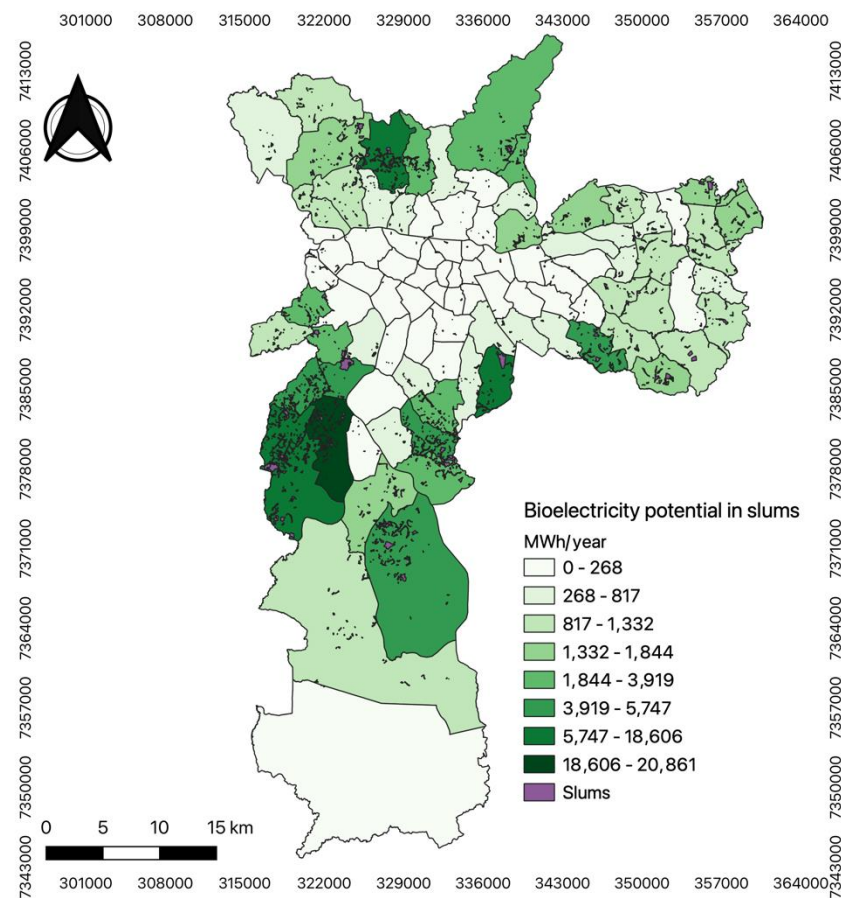 301000 308000 315000 322000 329000 336000 343000 350000 357000 364000
7413000 7413000
7406000 7406000
7399000 7399000
7392000 7392000
7385000 7385000
7378000 7378000
Bioelectricity potential in slums
MWh/year
7371000 7371000
0 - 268
268 - 817
817 - 1,332
7364000 7364000
1,332 - 1,844
1,844 - 3,919
3,919 - 5,747
7357000 7357000
5,747 - 18,606
18,606 - 20,861
Slums
7350000 7350000
0 5 10 15 km
7343000 7343000
301000 308000 315000 322000 329000 336000 343000 350000 357000 364000